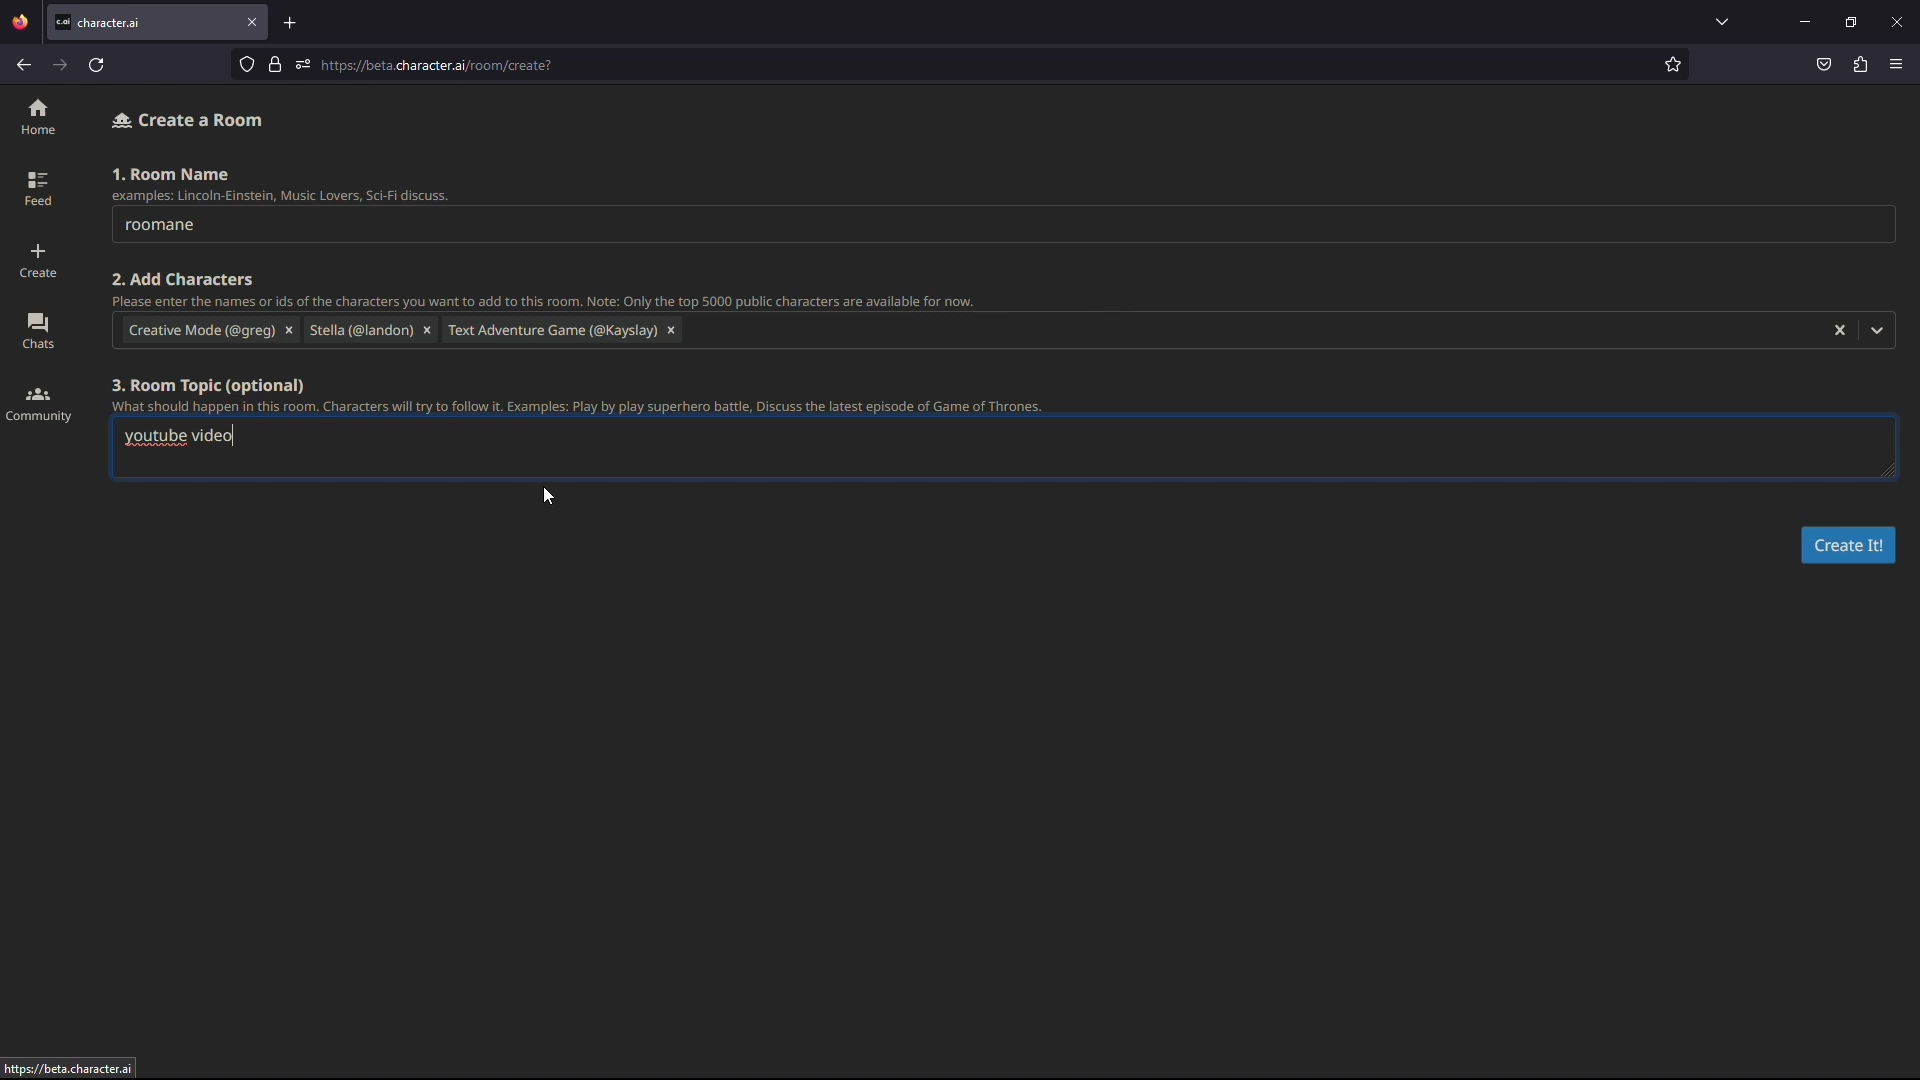 c.ai character.ai
https://beta.character.ai/room/create?
Home
Feed
Create
Chats
Community
Create a Room
1. Room Name
examples: Lincoln-Einstein, Music Lovers, Sci-Fi discuss.
roomane
2. Add Characters
Please enter the names or ids of the characters you want to add to this room. Note: Only the top 5000 public characters are available for now.
Creative Mode (@greg) × Stella (@landon) × Text Adventure Game (@Kayslay) ×
3. Room Topic (optional)
What should happen in this room. Characters will try to follow it. Examples: Play by play superhero battle, Discuss the latest episode of Game of Thrones.
youtube video
Create It!
https://beta.character.ai